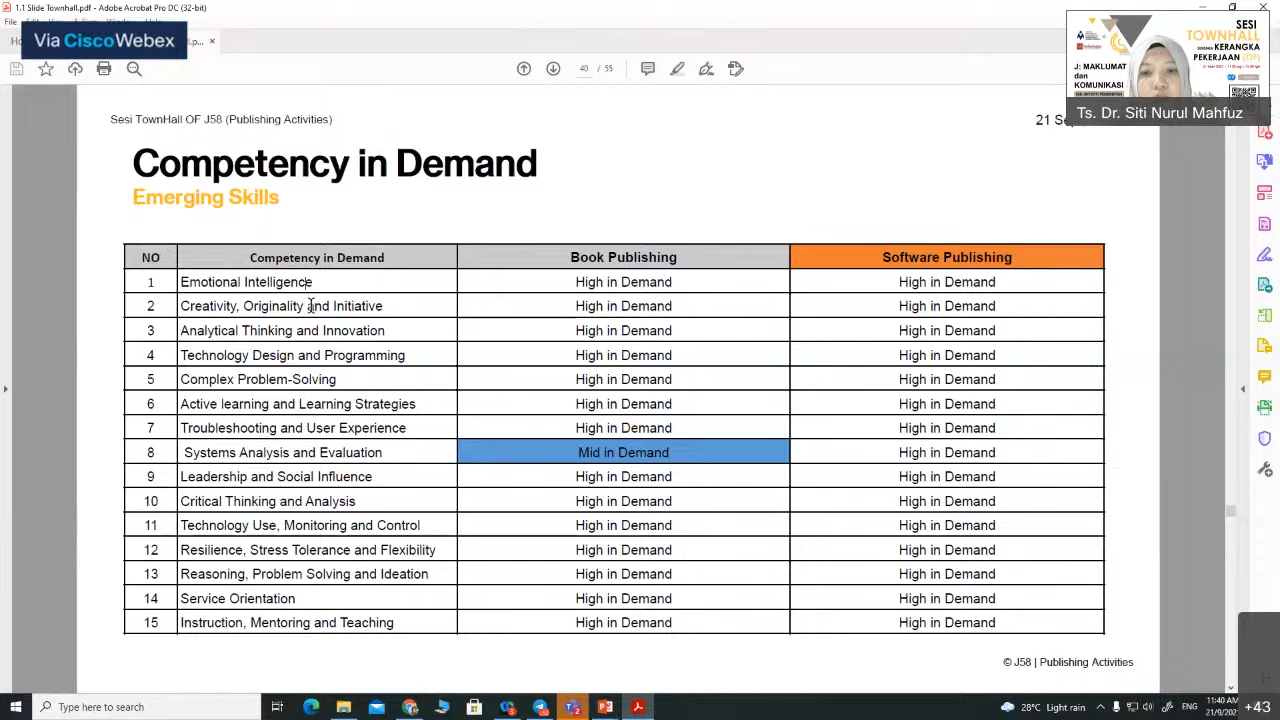 1.1 Slide Townhall.pdf - Adobe Acrobat Pro DC (32-bit)
Via CiscoWebex
40 / 55
SESI
TOWNHALL
KERANGKA
PEKERJAAN (OF)
J: MAKLUMAT
dan
KOMUNIKASI
Ts. Dr. Siti Nurul Mahfuz
Sesi TownHall OF J58 (Publishing Activities)
21 Sep
Competency in Demand
Emerging Skills
NO Competency in Demand Book Publishing Software Publishing
1 Emotional Intelligence High in Demand High in Demand
2 Creativity, Originality and Initiative High in Demand High in Demand
3 Analytical Thinking and Innovation High in Demand High in Demand
4 Technology Design and Programming High in Demand High in Demand
5 Complex Problem-Solving High in Demand High in Demand
6 Active learning and Learning Strategies High in Demand High in Demand
7 Troubleshooting and User Experience High in Demand High in Demand
8 Systems Analysis and Evaluation Mid in Demand High in Demand
9 Leadership and Social Influence High in Demand High in Demand
10 Critical Thinking and Analysis High in Demand High in Demand
11 Technology Use, Monitoring and Control High in Demand High in Demand
12 Resilience, Stress Tolerance and Flexibility High in Demand High in Demand
13 Reasoning, Problem Solving and Ideation High in Demand High in Demand
14 Service Orientation High in Demand High in Demand
15 Instruction, Mentoring and Teaching High in Demand High in Demand
© J58 | Publishing Activities
Type here to search
28°C Light rain
ENG
11:40 AM
21/9/202
+43